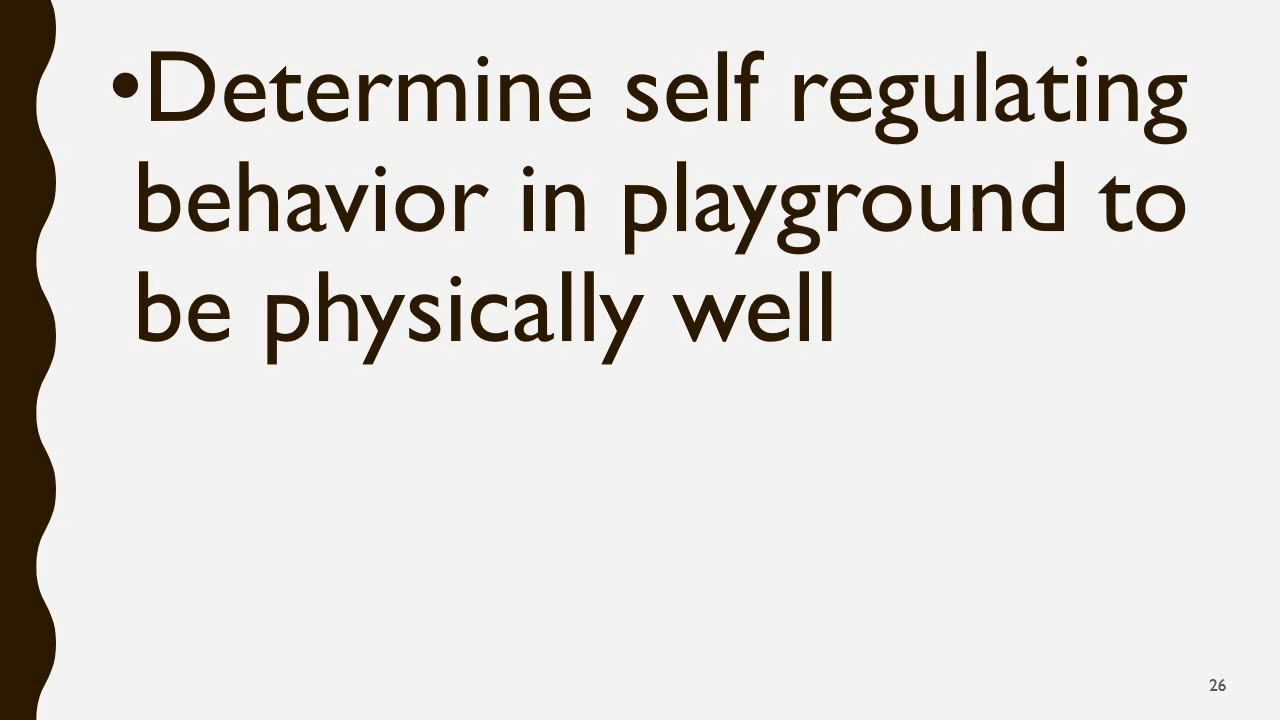 •Determine self regulating
behavior in playground to
be physically well
26